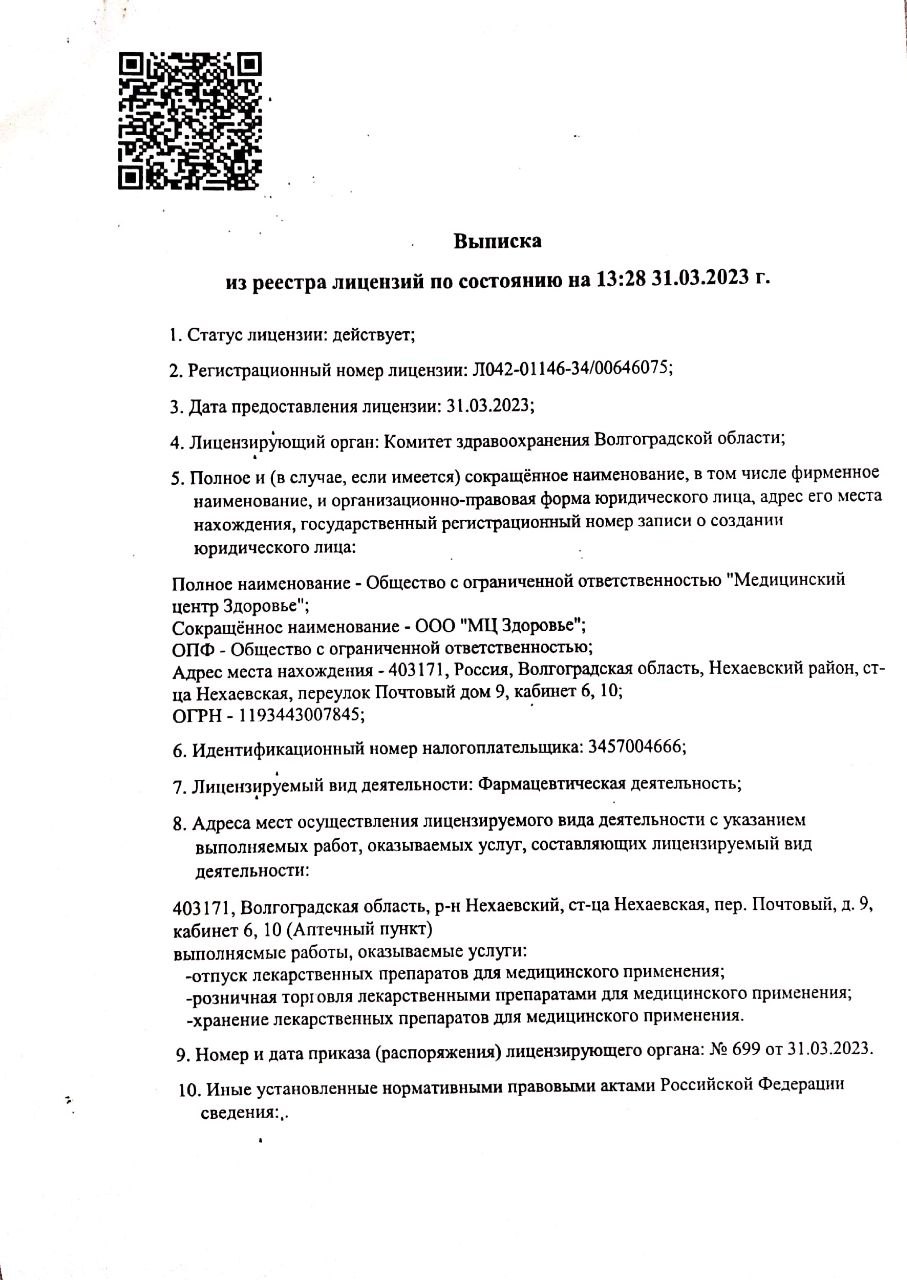 Выписка
из реестра лицензий по состоянию на 13:28 31.03.2023 г.
1. Статус лицензии: действует;
2. Регистрационный номер лицензии: Л042-01146-34/00646075;
3. Дата предоставления лицензии: 31.03.2023;
4. Лицензирующий орган: Комитет здравоохранения Волгоградской области;
5. Полное и (в случае, если имеется) сокращённое наименование, в том числе фирменное
наименование, и организационно-правовая форма юридического лица, адрес его места
нахождения, государственный регистрационный номер записи о создании
юридического лица:
Полное наименование - Общество с ограниченной ответственностью "Медицинский
центр Здоровье";
Сокращённое наименование - ООО "МЦ Здоровье";
ОПФ - Общество с ограниченной ответственностью;
Адрес места нахождения - 403171, Россия, Волгоградская область, Нехаевский район, ст-
ца Нехаевская, переулок Почтовый дом 9, кабинет 6, 10;
ОГРН - 1193443007845;
6. Идентификационный номер налогоплательщика: 3457004666;
7. Лицензируемый вид деятельности: Фармацевтическая деятельность;
8. Адреса мест осуществления лицензируемого вида деятельности с указанием
выполняемых работ, оказываемых услуг, составляющих лицензируемый вид
деятельности:
403171, Волгоградская область, р-н Нехаевский, ст-ца Нехаевская, пер. Почтовый, д. 9,
кабинет 6, 10 (Аптечный пункт)
выполняемые работы, оказываемые услуги:
-отпуск лекарственных препаратов для медицинского применения;
-розничная торговля лекарственными препаратами для медицинского применения;
-хранение лекарственных препаратов для медицинского применения.
9. Номер и дата приказа (распоряжения) лицензирующего органа: № 699 от 31.03.2023.
10. Иные установленные нормативными правовыми актами Российской Федерации
сведения:,.